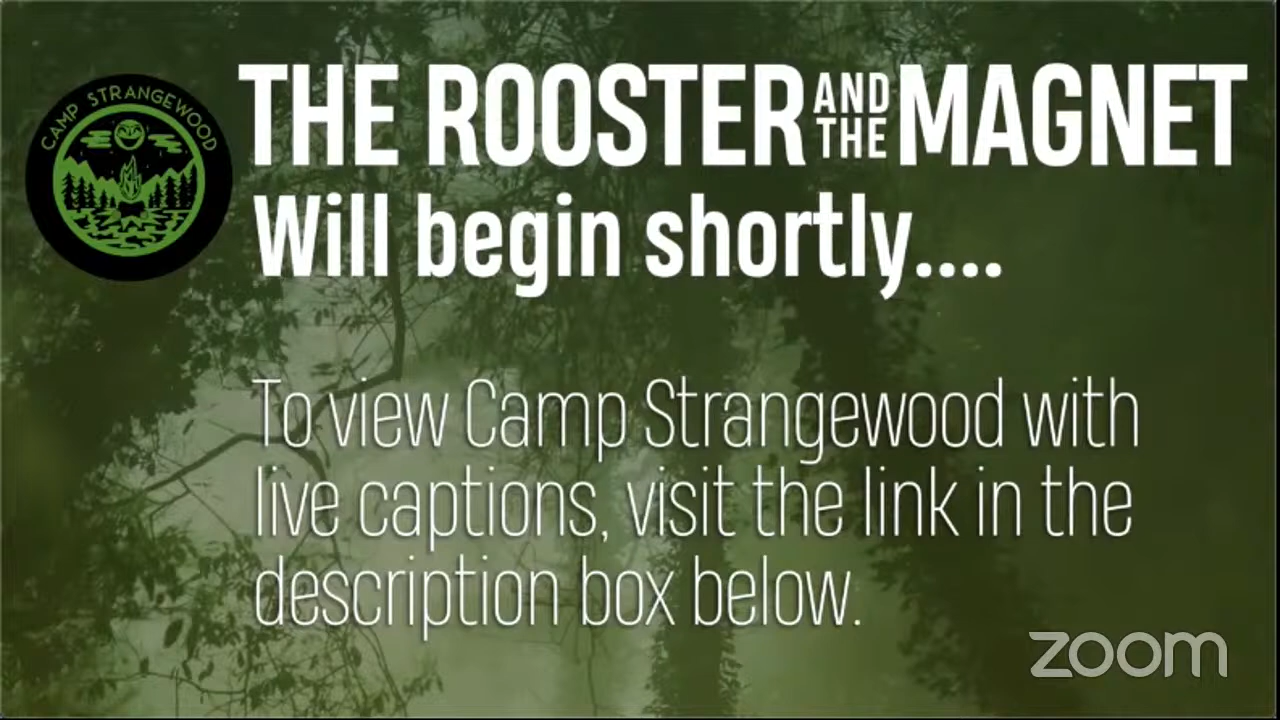 CAMP STRANGEWOOD
THE ROOSTER AND THE MAGNET
Will begin shortly....
To view Camp Strangewood with
live captions, visit the link in the
description box below.
zoom